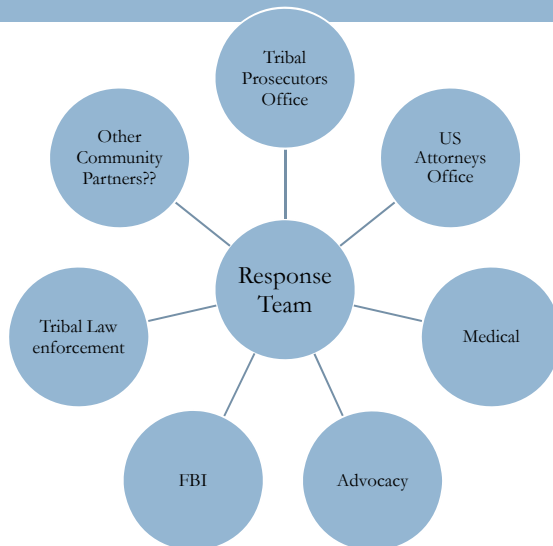 Tribal
Prosecutors
Office
Other
Community
Partners??
US
Attorneys
Office
Response
Team
Tribal Law
enforcement
Medical
FBI
Advocacy